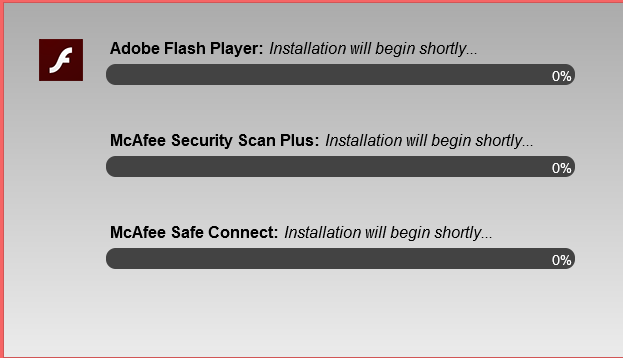 Adobe Flash Player: Installation will begin shortly...
0%
McAfee Security Scan Plus: Installation will begin shortly...
0%
McAfee Safe Connect: Installation will begin shortly...
0%